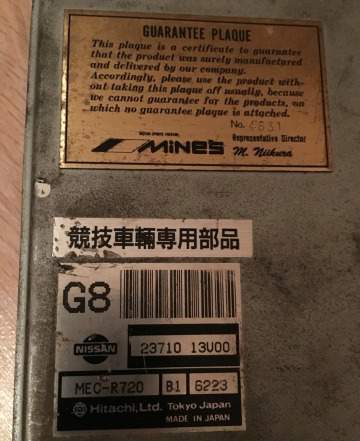 GUARANTEE PLAQUE
This plaque is a certificate to guarantee
that the product was surely manufactured
and delivered by our company.
Accordingly, please use the product with-
out taking this plaque off usually, because
we cannot guarantee for the products, on
which no guarantee plaque is attached.
No.
Representative Director
MINE'S
M. Niikura
競技車輛専用部品
G8
NISSAN
23710 13U00
MEC-R720 B1 6223
Hitachi, Ltd. Tokyo Japan
MADE IN JAPAN